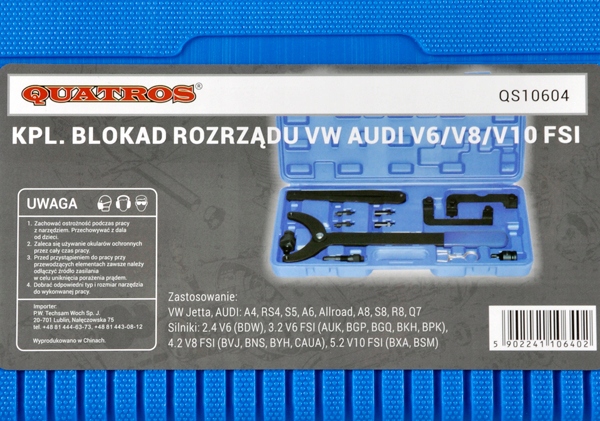 QUATROS®
QS10604
KPL. BLOKAD ROZRZĄDU VW AUDI V6/V8/V10 FSI
UWAGA
1. Zachować ostrożność podczas pracy
z narzędziem. Przechowywać z dala
od dzieci.
2. Zaleca się używanie okularów ochronnych
przez cały czas pracy.
3. Przed przystąpieniem do pracy przy
przewodzących elementach zawsze należy
odłączyć źródło zasilania
w celu uniknięcia porażenia prądem.
4. Dobrać odpowiedni typ i rozmiar narzędzia
do wykonywanej pracy.
Importer:
P.W. Techsam Woch Sp. J.
20-701 Lublin, Nałęczowska 75
tel. +48 81 444-63-73, +48 81 443-08-12
Wyprodukowano w Chinach.
Zastosowanie:
VW Jetta, AUDI: A4, RS4, S5, A6, Allroad, A8, S8, R8, Q7
Silniki: 2,4 V6 (BDW), 3.2 V6 FSI (AUK, BGP, BGQ, BKH, BPK),
4.2 V8 FSI (BVJ, BNS, BYH, CAUA), 5.2 V10 FSI (BXA, BSM)
5 902241 106402